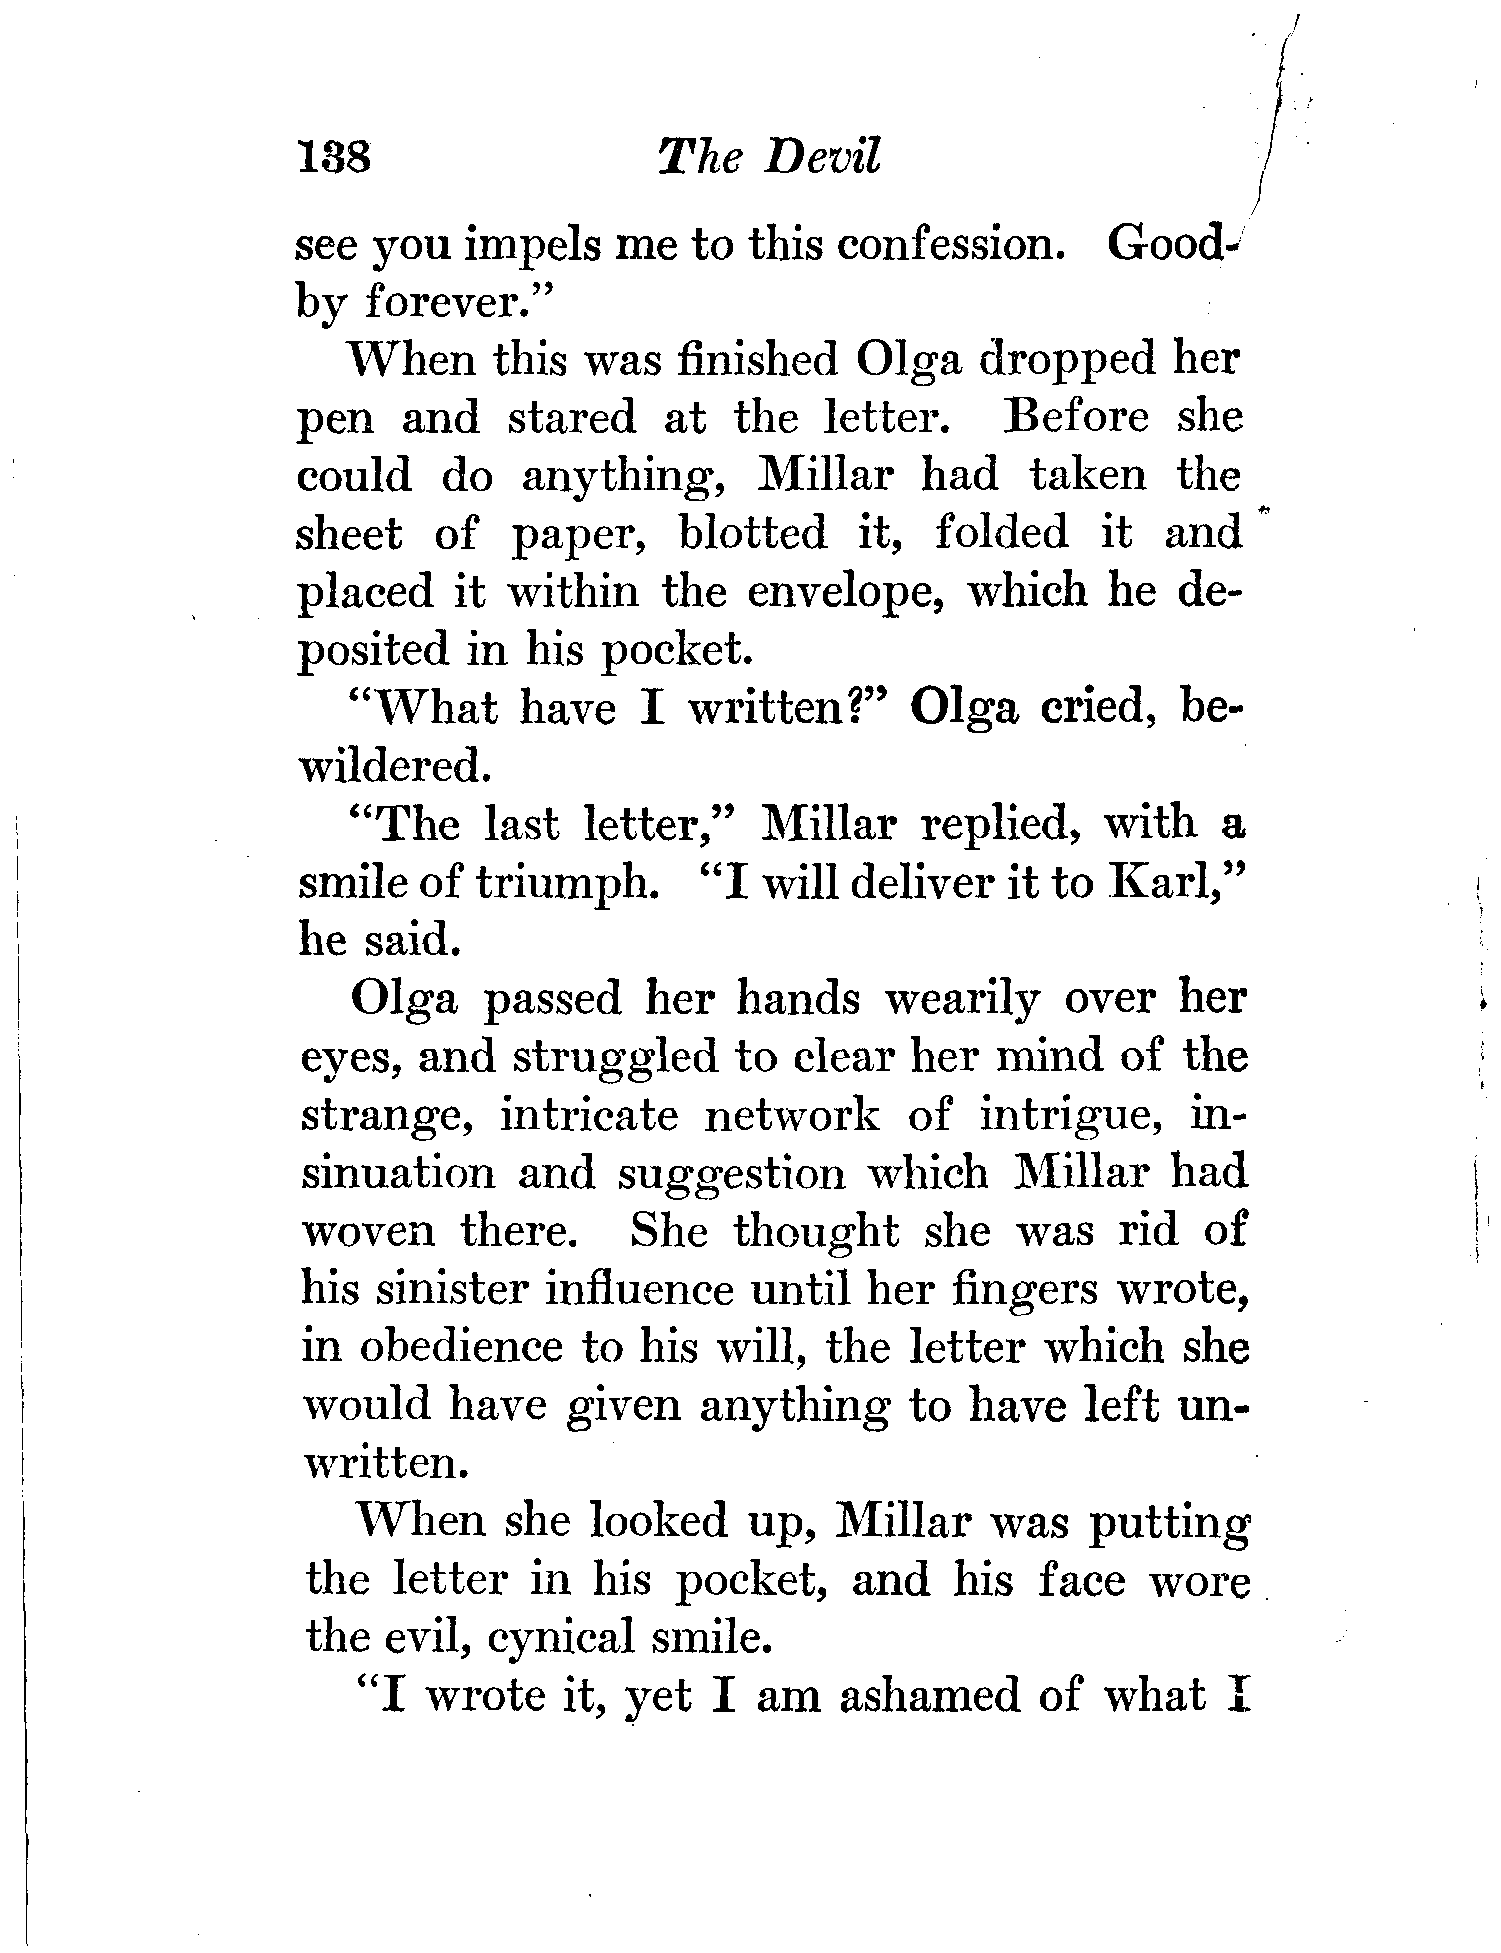 138 The Devil
see you impels me to this confession. Good-
by forever."
When this was finished Olga dropped her
pen and stared at the letter. Before she
could do anything, Millar had taken the
sheet of paper, blotted it, folded it and
placed it within the envelope, which he de-
posited in his pocket.
"What have I written?" Olga cried, be-
wildered.
"The last letter," Millar replied, with a
smile of triumph. "I will deliver it to Karl,"
he said.
Olga passed her hands wearily over her
eyes, and struggled to clear her mind of the
strange, intricate network of intrigue, in-
sinuation and suggestion which Millar had
woven there. She thought she was rid of
his sinister influence until her fingers wrote,
in obedience to his will, the letter which she
would have given anything to have left un-
written.
When she looked up, Millar was putting
the letter in his pocket, and his face wore
the evil, cynical smile.
"I wrote it, yet I am ashamed of what I